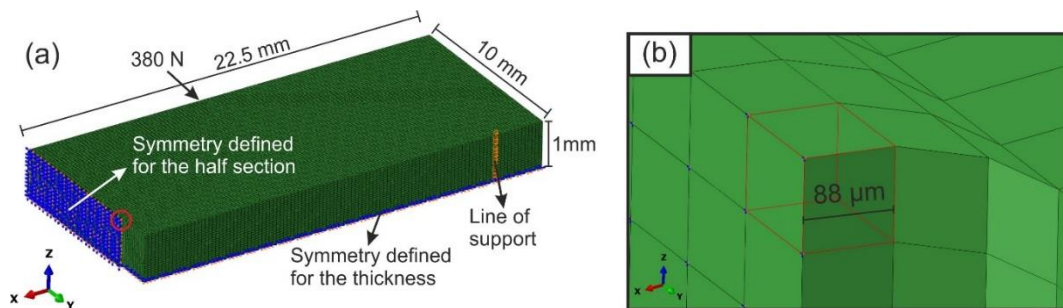 (a)
380 N
22.5 mm
10 mm
1mm
Symmetry defined
for the half section
Line of
support
Symmetry defined
for the thickness
Z
X
Y
(b)
88 µm
Z
X
Y